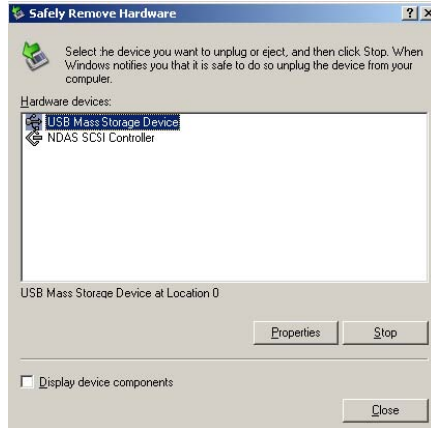 Safely Remove Hardware
Select the device you want to unplug or eject, and then click Stop. When
Windows notifies you that it is safe to do so unplug the device from your
computer.
Hardware devices:
USB Mass Storage Device
NDAS SCSI Controller
USB Mass Storage Device at Location 0
Properties
Stop
Display device components
Close